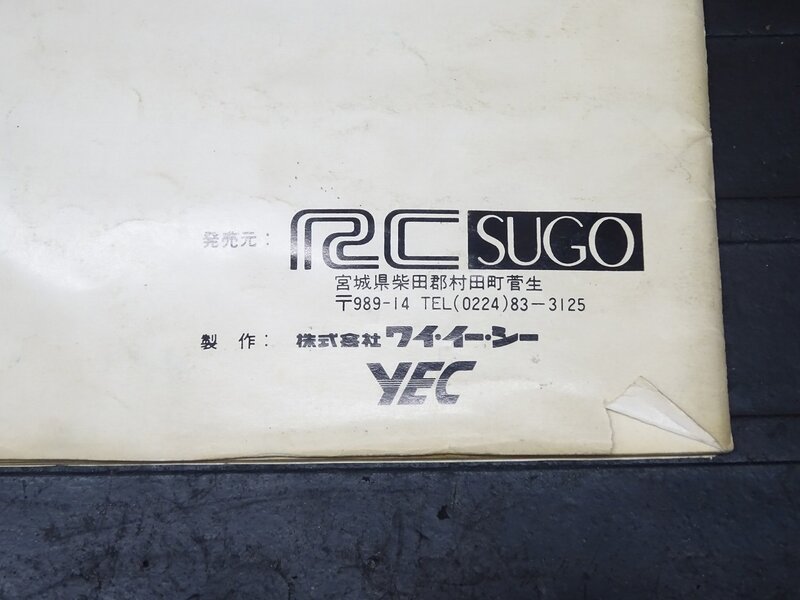 発売元： RC SUGO
宮城県柴田郡村田町菅生
〒989-14 TEL(0224)83-3125
製作： 株式会社ワイ・イー・シー
YEC